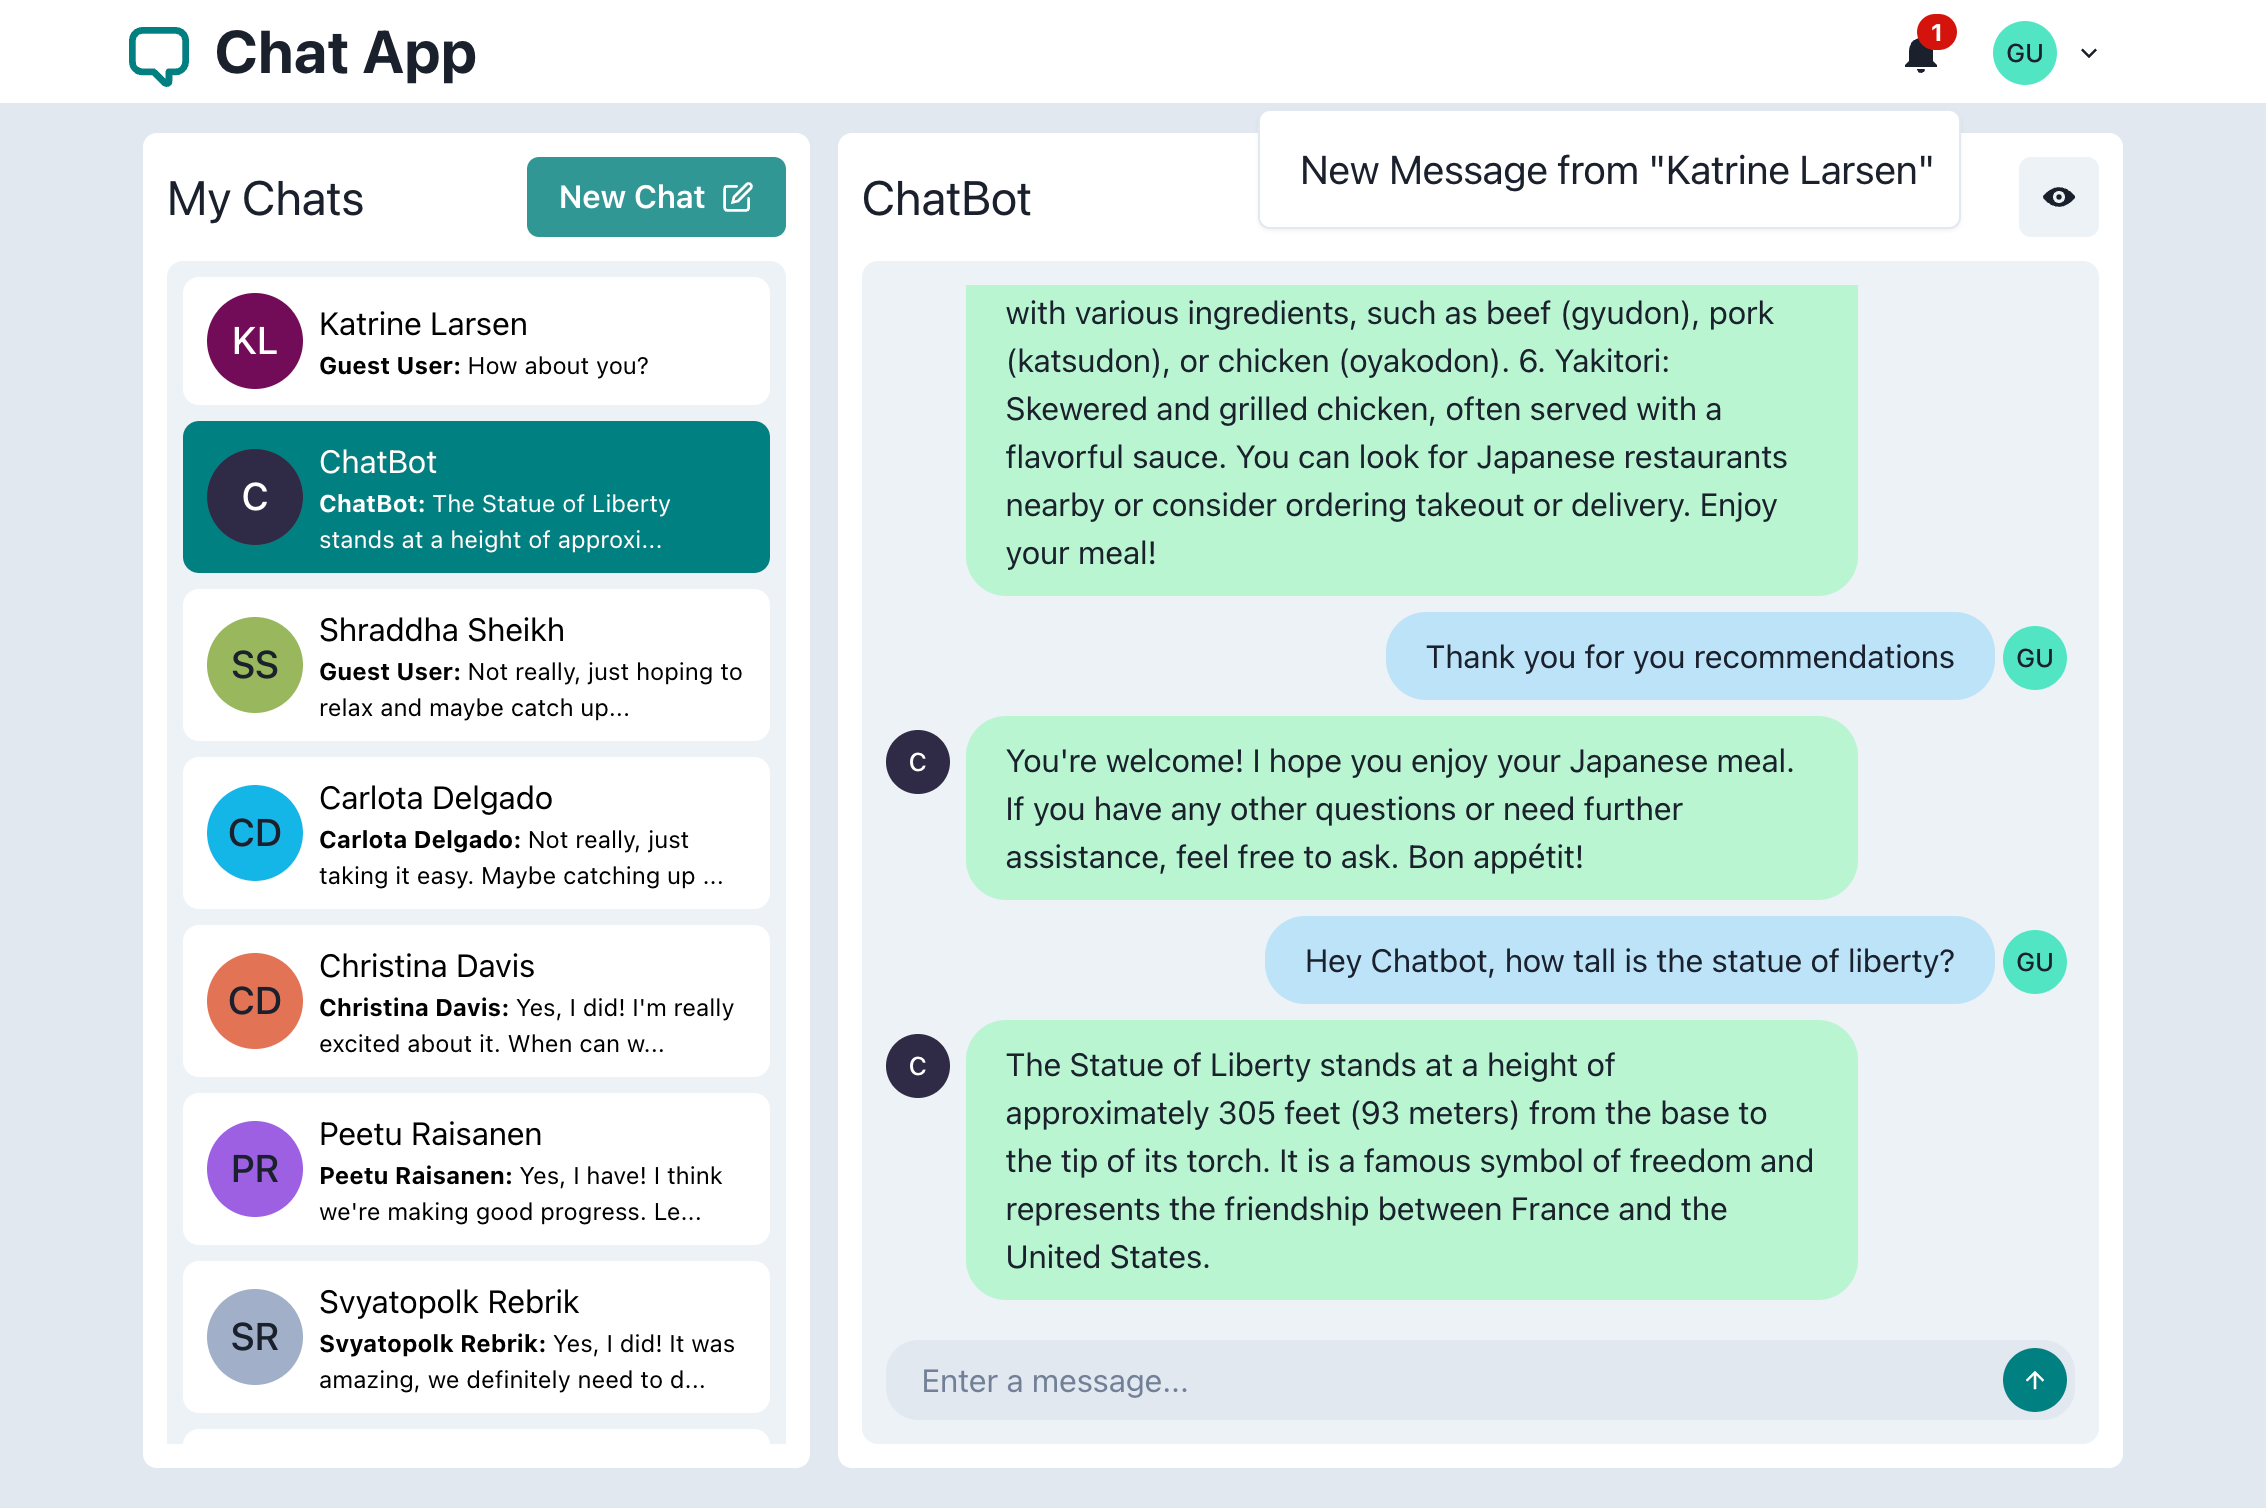 Chat App
1
GU
My Chats
New Chat
KL
Katrine Larsen
Guest User: How about you?
C
ChatBot
ChatBot: The Statue of Liberty
stands at a height of approxi...
SS
Shraddha Sheikh
Guest User: Not really, just hoping to
relax and maybe catch up...
CD
Carlota Delgado
Carlota Delgado: Not really, just
taking it easy. Maybe catching up ...
CD
Christina Davis
Christina Davis: Yes, I did! I'm really
excited about it. When can w...
PR
Peetu Raisanen
Peetu Raisanen: Yes, I have! I think
we're making good progress. Le...
SR
Svyatopolk Rebrik
Svyatopolk Rebrik: Yes, I did! It was
amazing, we definitely need to d...
ChatBot
New Message from "Katrine Larsen"
with various ingredients, such as beef (gyudon), pork
(katsudon), or chicken (oyakodon). 6. Yakitori:
Skewered and grilled chicken, often served with a
flavorful sauce. You can look for Japanese restaurants
nearby or consider ordering takeout or delivery. Enjoy
your meal!
Thank you for you recommendations
GU
C
You're welcome! I hope you enjoy your Japanese meal.
If you have any other questions or need further
assistance, feel free to ask. Bon appétit!
Hey Chatbot, how tall is the statue of liberty?
GU
C
The Statue of Liberty stands at a height of
approximately 305 feet (93 meters) from the base to
the tip of its torch. It is a famous symbol of freedom and
represents the friendship between France and the
United States.
Enter a message...